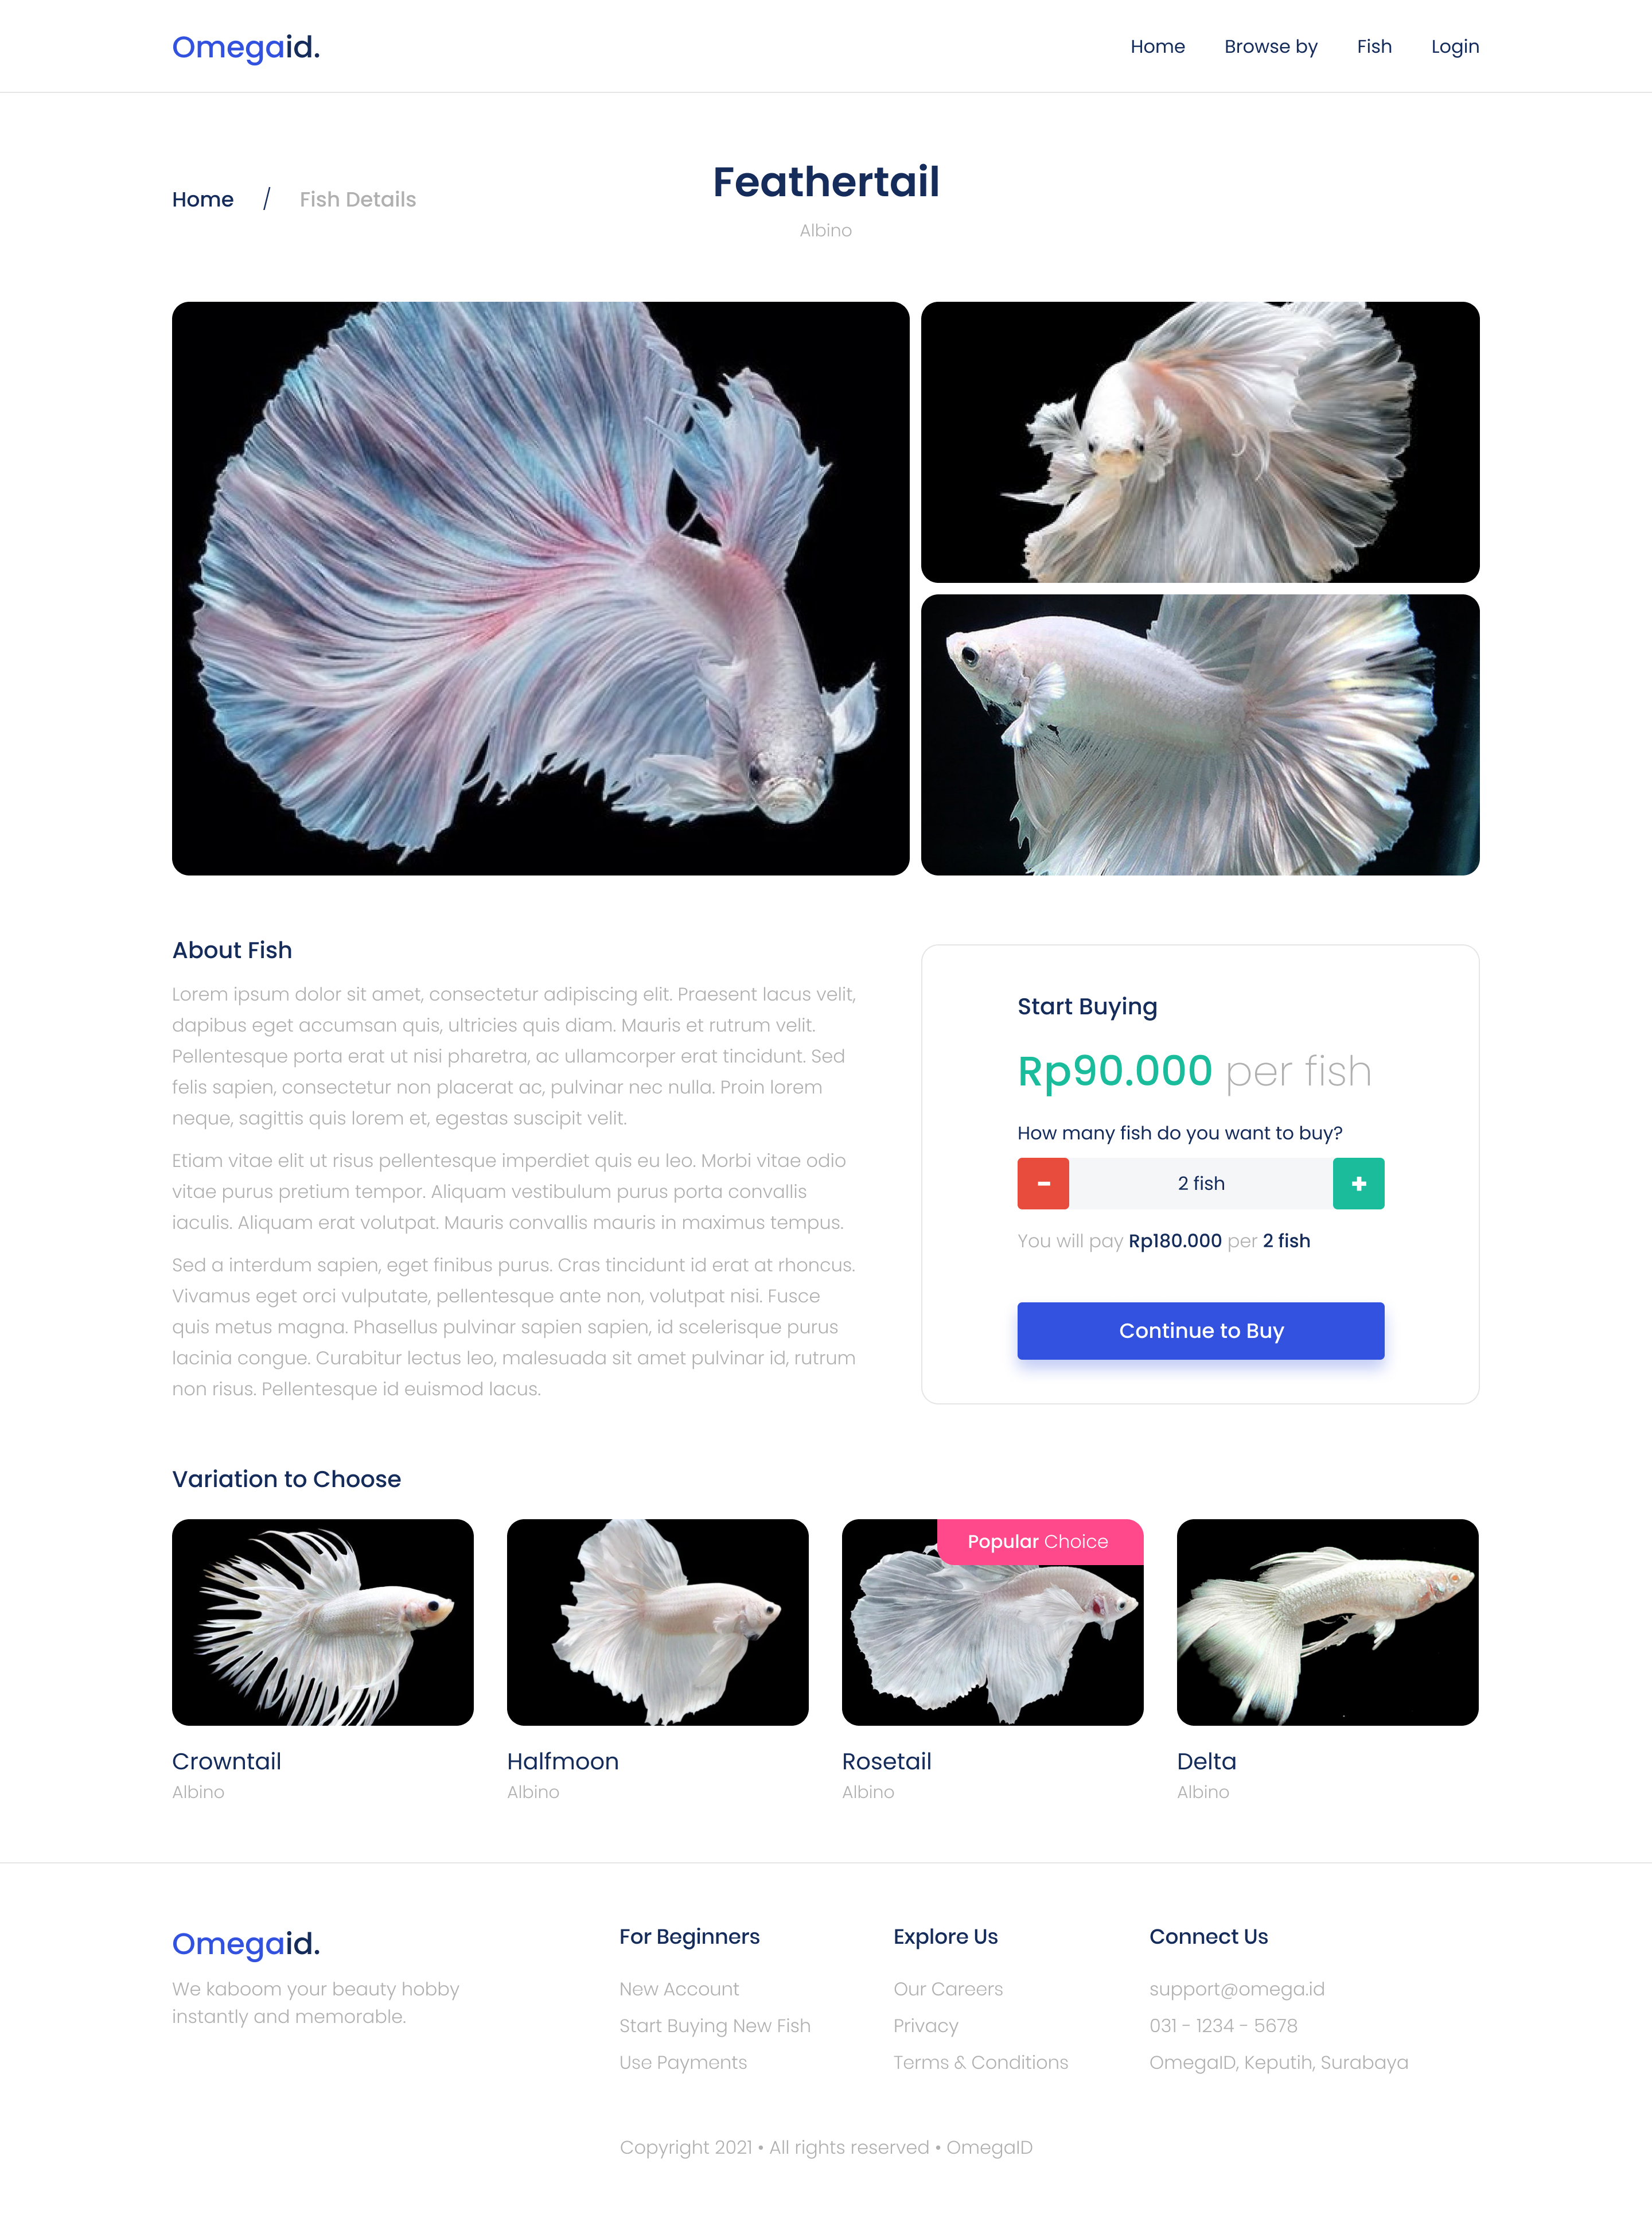 Omegaid.
Home Browse by Fish Login
Home / Fish Details
Feathertail
Albino
About Fish
Lorem ipsum dolor sit amet, consectetur adipiscing elit. Praesent lacus velit,
dapibus eget accumsan quis, ultricies quis diam. Mauris et rutrum velit.
Pellentesque porta erat ut nisi pharetra, ac ullamcorper erat tincidunt. Sed
felis sapien, consectetur non placerat ac, pulvinar nec nulla. Proin lorem
neque, sagittis quis lorem et, egestas suscipit velit.
Etiam vitae elit ut risus pellentesque imperdiet quis eu leo. Morbi vitae odio
vitae purus pretium tempor. Aliquam vestibulum purus porta convallis
iaculis. Aliquam erat volutpat. Mauris convallis mauris in maximus tempus.
Sed a interdum sapien, eget finibus purus. Cras tincidunt id erat at rhoncus.
Vivamus eget orci vulputate, pellentesque ante non, volutpat nisi. Fusce
quis metus magna. Phasellus pulvinar sapien sapien, id scelerisque purus
lacinia congue. Curabitur lectus leo, malesuada sit amet pulvinar id, rutrum
non risus. Pellentesque id euismod lacus.
Start Buying
Rp90.000 per fish
How many fish do you want to buy?
- 2 fish +
You will pay Rp180.000 per 2 fish
Continue to Buy
Variation to Choose
Popular Choice
Crowntail
Albino
Halfmoon
Albino
Rosetail
Albino
Delta
Albino
Omegaid.
We kaboom your beauty hobby
instantly and memorable.
For Beginners
New Account
Start Buying New Fish
Use Payments
Explore Us
Our Careers
Privacy
Terms & Conditions
Connect Us
support@omega.id
031 - 1234 - 5678
OmegaID, Keputih, Surabaya
Copyright 2021 • All rights reserved • OmegaID